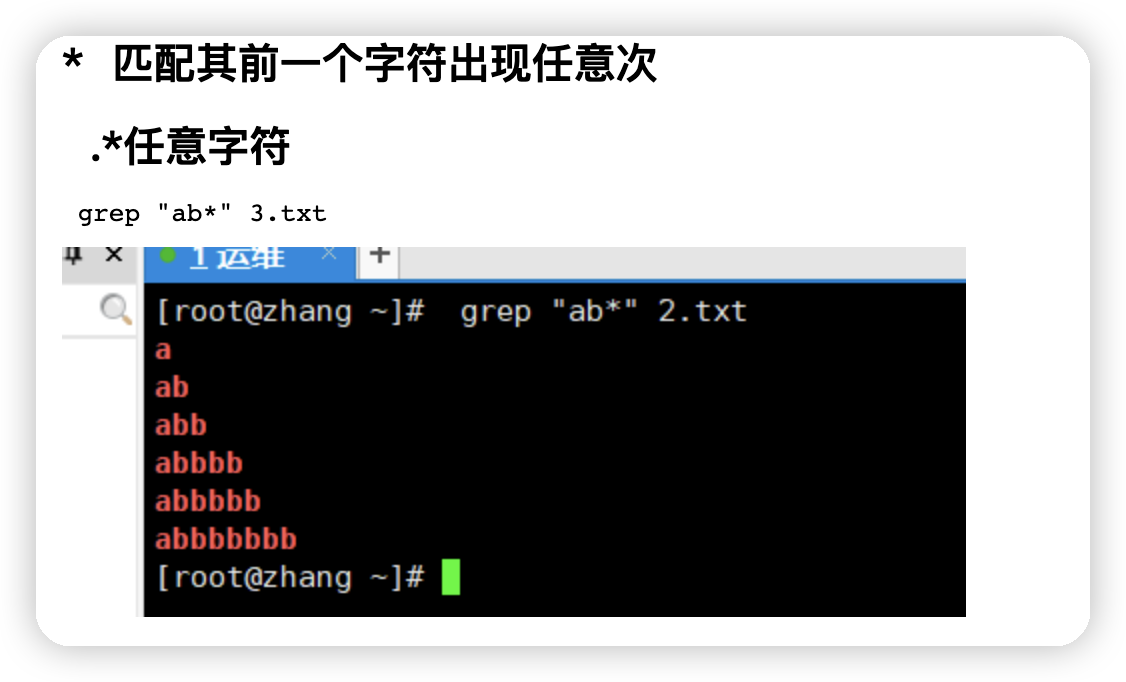 * 匹配其前一个字符出现任意次
.*任意字符
grep "ab*" 3.txt
1 运维
[root@zhang ~]#  grep "ab*" 2.txt
a
ab
abb
abbbb
abbbbb
abbbbbbb
[root@zhang ~]#